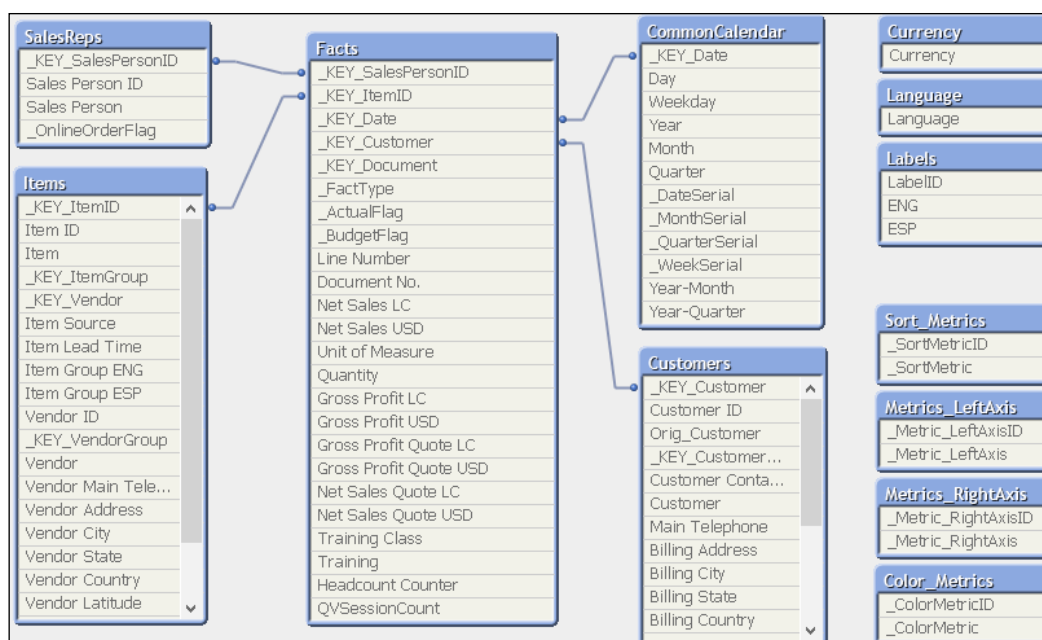 SalesReps
_KEY_SalesPersonID
Sales Person ID
Sales Person
_OnlineOrderFlag
Items
_KEY_ItemID
Item ID
Item
_KEY_ItemGroup
_KEY_Vendor
Item Source
Item Lead Time
Item Group ENG
Item Group ESP
Vendor ID
_KEY_VendorGroup
Vendor
Vendor Main Tele...
Vendor Address
Vendor City
Vendor State
Vendor Country
Vendor Latitude
Facts
_KEY_SalesPersonID
_KEY_ItemID
_KEY_Date
_KEY_Customer
_KEY_Document
_FactType
_ActualFlag
_BudgetFlag
Line Number
Document No.
Net Sales LC
Net Sales USD
Unit of Measure
Quantity
Gross Profit LC
Gross Profit USD
Gross Profit Quote LC
Gross Profit Quote USD
Net Sales Quote LC
Net Sales Quote USD
Training Class
Training
Headcount Counter
QVSessionCount
CommonCalendar
_KEY_Date
Day
Weekday
Year
Month
Quarter
_DateSerial
_MonthSerial
_QuarterSerial
_WeekSerial
Year-Month
Year-Quarter
Customers
_KEY_Customer
Customer ID
Orig_Customer
_KEY_Customer...
Customer Conta...
Customer
Main Telephone
Billing Address
Billing City
Billing State
Billing Country
Currency
Currency
Language
Language
Labels
LabelID
ENG
ESP
Sort_Metrics
_SortMetricID
_SortMetric
Metrics_LeftAxis
_Metric_LeftAxisID
_Metric_LeftAxis
Metrics_RightAxis
_Metric_RightAxisID
_Metric_RightAxis
Color_Metrics
_ColorMetricID
_ColorMetric